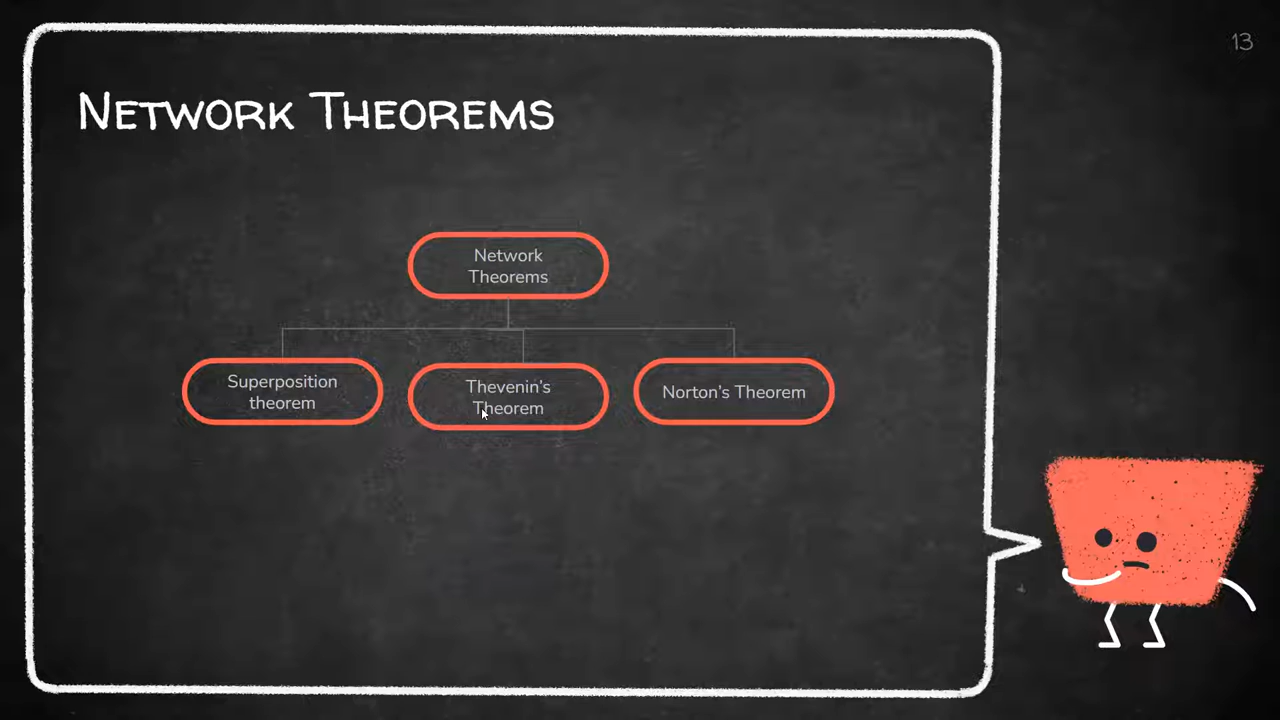 13
NETWORK THEOREMS
Network
Theorems
Superposition
theorem
Thevenin's
Theorem
Norton's Theorem